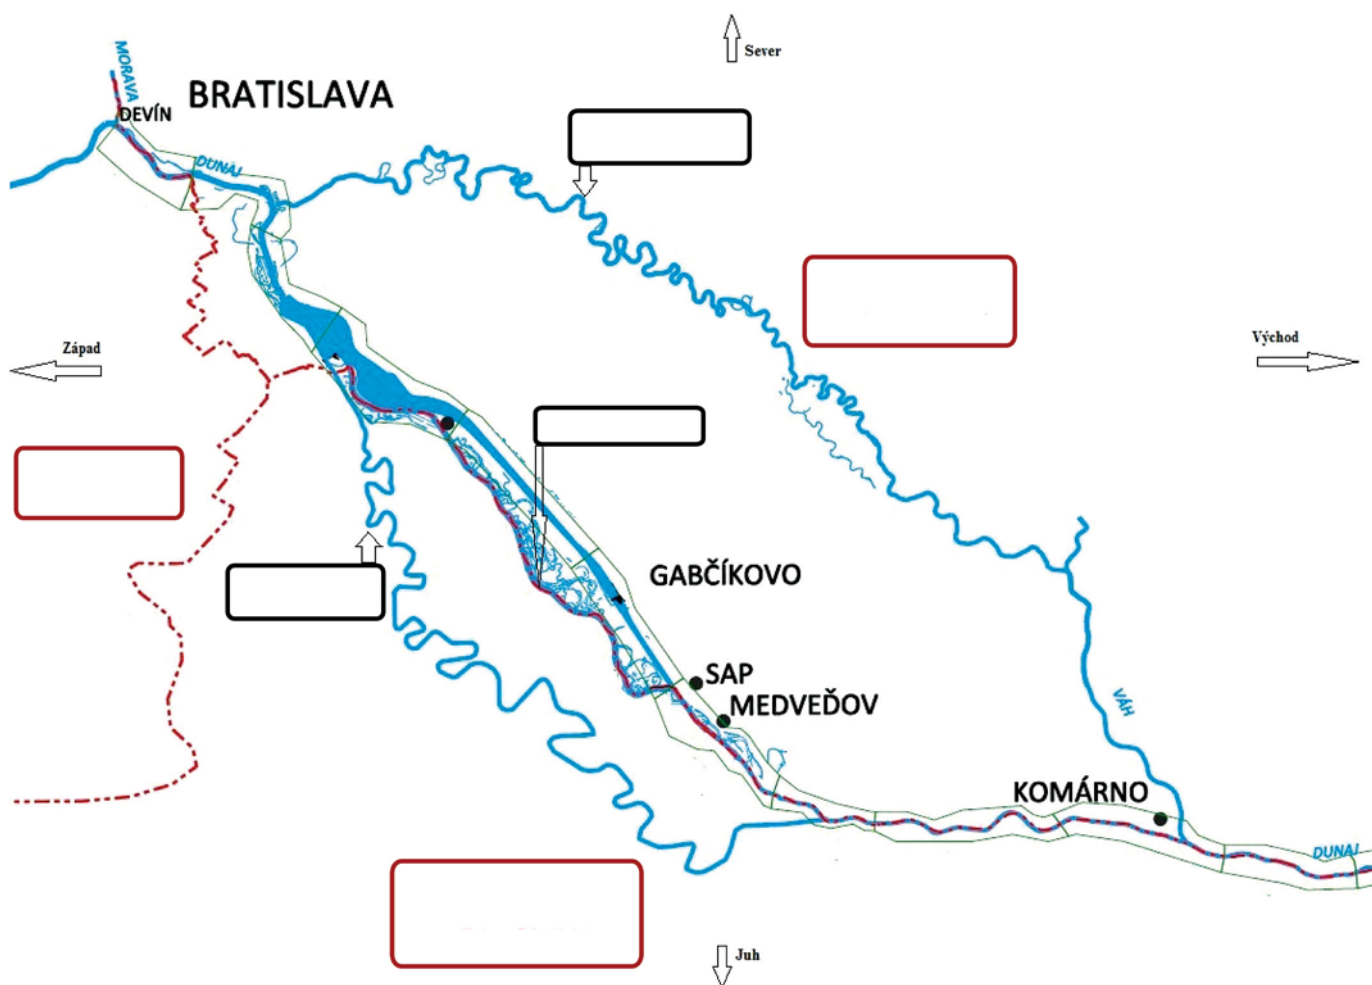 Sever
MORAVA
BRATISLAVA
DEVÍN
DUNAJ
Západ
Východ
GABČÍKOVO
SAP
MEDVEĎOV
VÁH
KOMÁRNO
DUNAJ
Juh